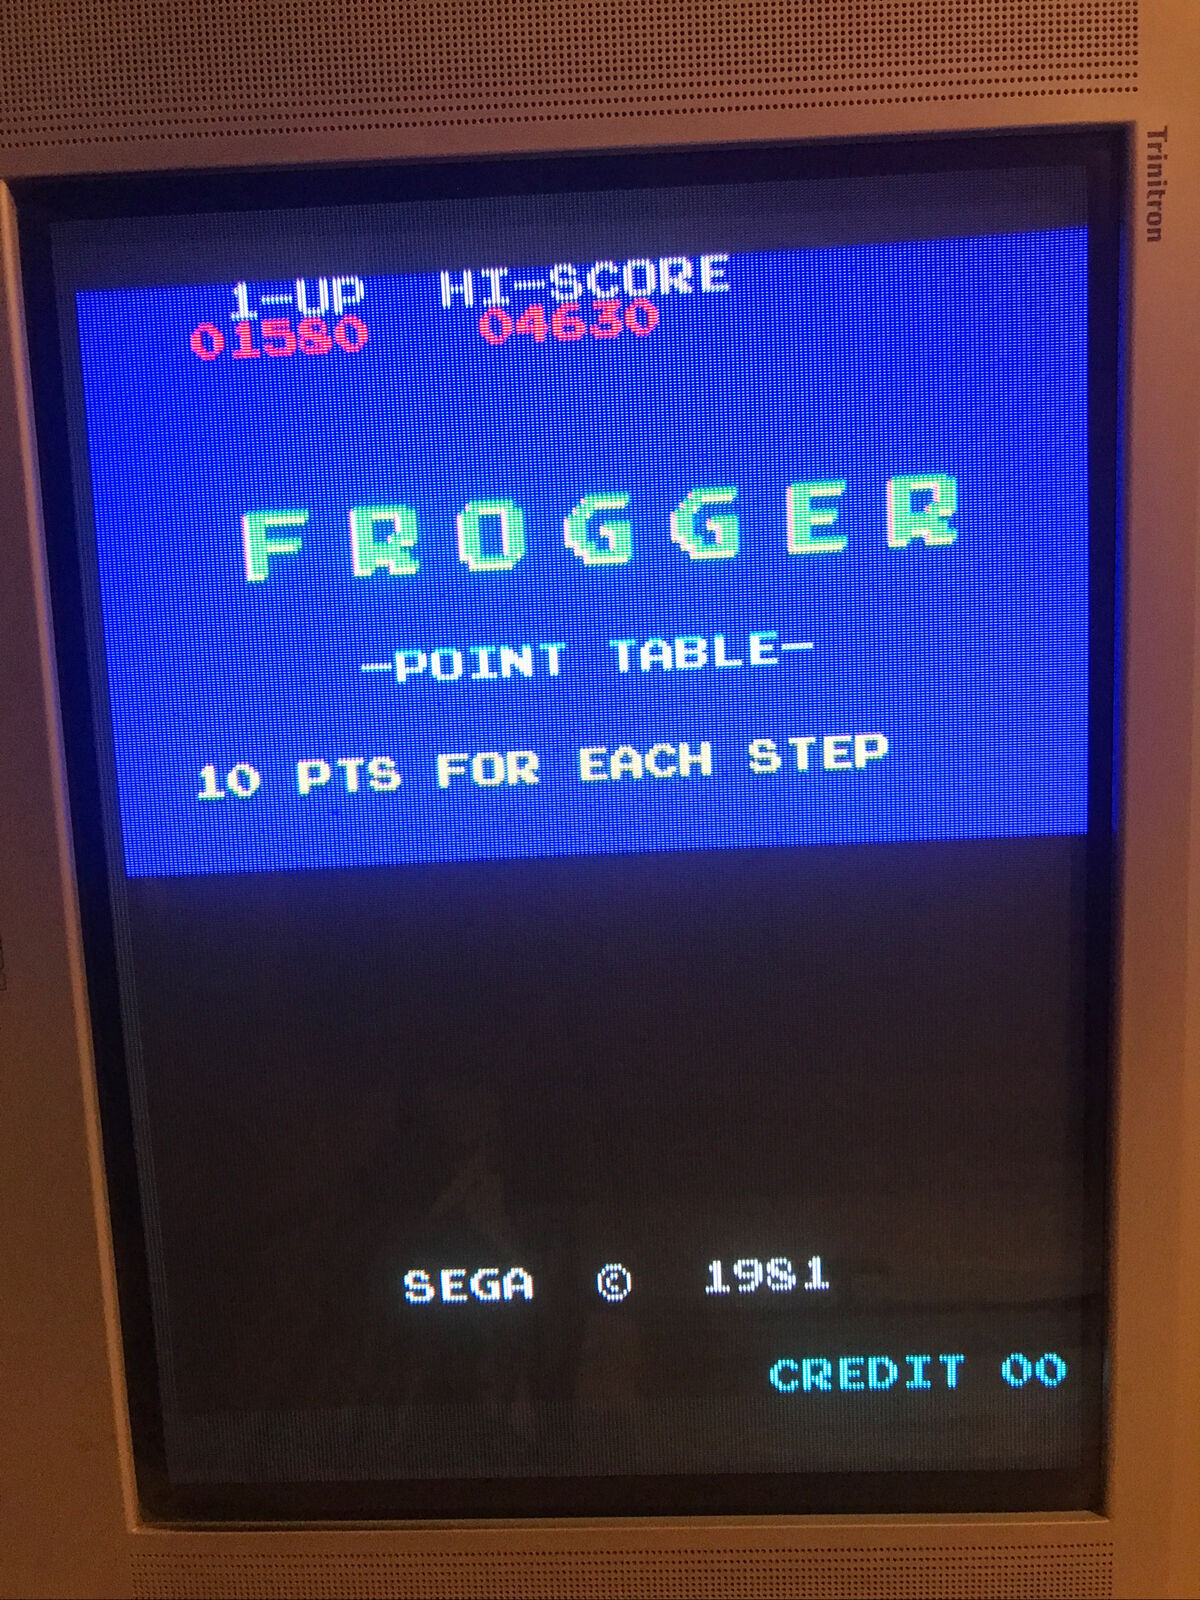 Trinitron
1-UP HI-SCORE
01580 04630
FROGGER
-POINT TABLE-
10 PTS FOR EACH STEP
SEGA © 1981
CREDIT 00